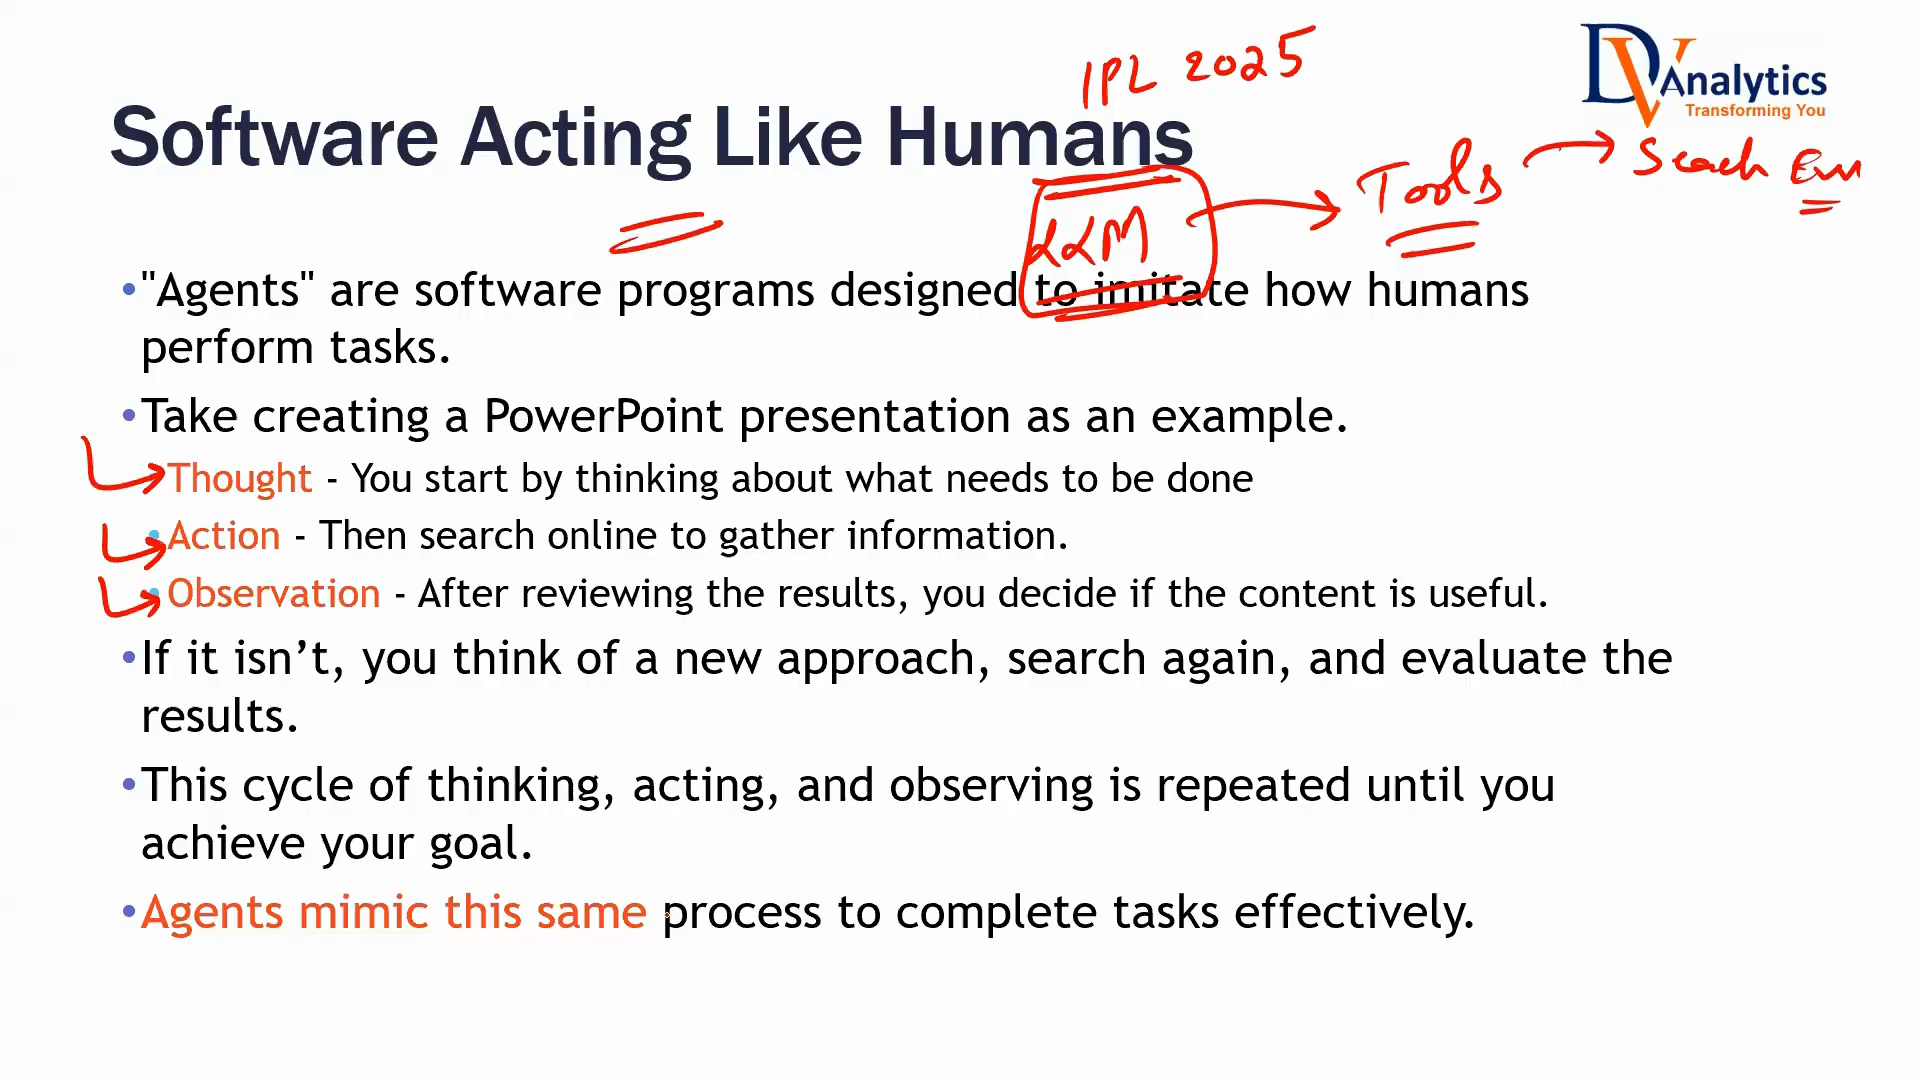 IPL 2025
DV Analytics
Transforming You
Software Acting Like Humans
LLM
Tools
Search
• "Agents" are software programs designed to imitate how humans
perform tasks.
• Take creating a PowerPoint presentation as an example.
Thought - You start by thinking about what needs to be done
• Action - Then search online to gather information.
• Observation - After reviewing the results, you decide if the content is useful.
• If it isn’t, you think of a new approach, search again, and evaluate the
results.
• This cycle of thinking, acting, and observing is repeated until you
achieve your goal.
• Agents mimic this same process to complete tasks effectively.